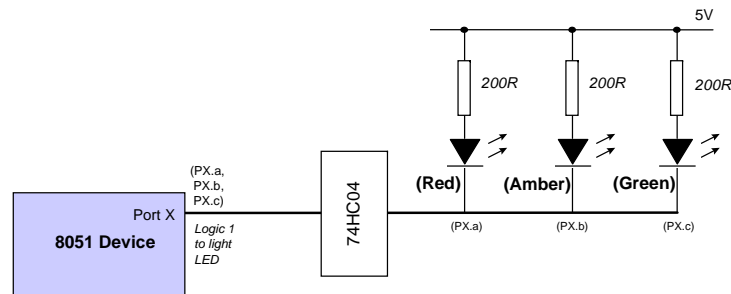 5V
200R
200R
200R
(Red)
(Amber)
(Green)
(PX.a)
(PX.b)
(PX.c)
(PX.a,
PX.b,
PX.c)
Port X
8051 Device
Logic 1
to light
LED
74HC04